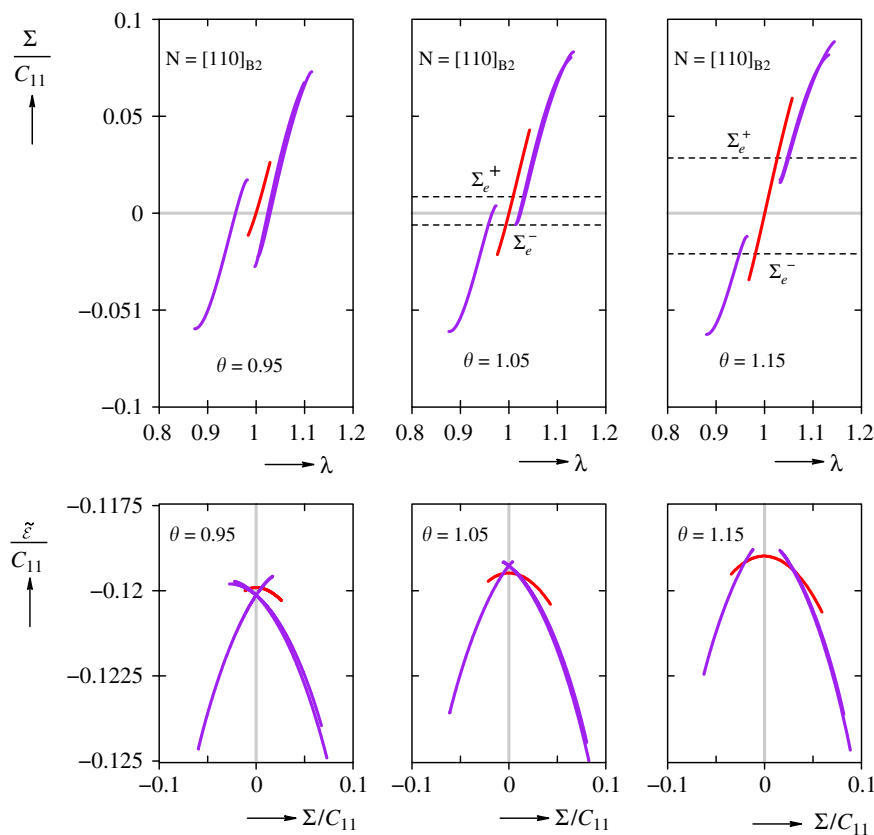 Σ/C₁₁
0.1
0.05
0
−0.051
−0.1
N = [110]B2
θ = 0.95
0.8 0.9 1 1.1 1.2
λ
N = [110]B2
Σe+
Σe−
θ = 1.05
0.8 0.9 1 1.1 1.2
λ
N = [110]B2
Σe+
Σe−
θ = 1.15
0.8 0.9 1 1.1 1.2
λ
ε̃/C₁₁
−0.1175
−0.12
−0.1225
−0.125
θ = 0.95
−0.1 0 0.1
Σ/C₁₁
θ = 1.05
−0.1 0 0.1
Σ/C₁₁
θ = 1.15
−0.1 0 0.1
Σ/C₁₁